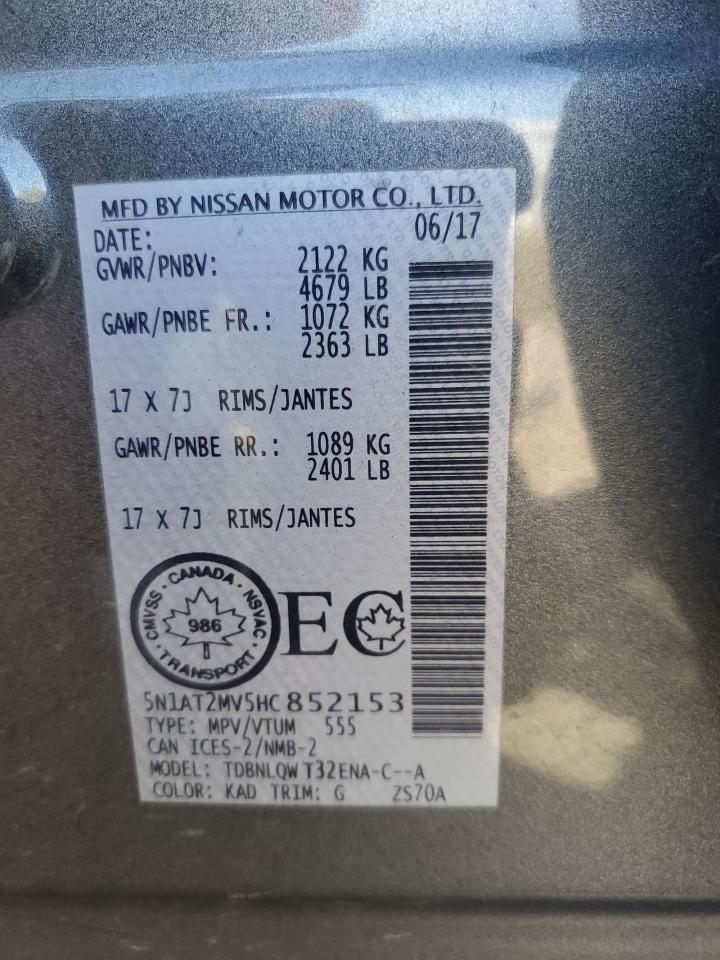 MFD BY NISSAN MOTOR CO., LTD.
DATE: 06/17
GVWR/PNBV: 2122 KG
4679 LB
GAWR/PNBE FR.: 1072 KG
2363 LB
17 X 7J RIMS/JANTES
GAWR/PNBE RR.: 1089 KG
2401 LB
17 X 7J RIMS/JANTES
CANADA · NSVAC · TRANSPORT · CMVSS ·
986
EC
5N1AT2MV5HC852153
TYPE: MPV/VTUM 555
CAN ICES-2/NMB-2
MODEL: TDBNLQW T32ENA-C--A
COLOR: KAD TRIM: G ZS70A